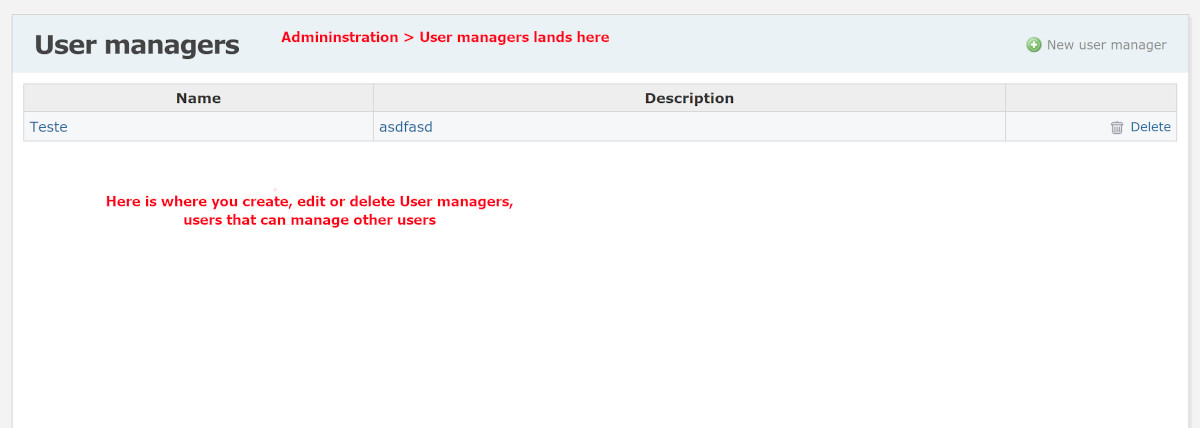 User managers
Admininstration > User managers lands here
New user manager
Name Description
Teste asdfasd Delete
Here is where you create, edit or delete User managers,
users that can manage other users